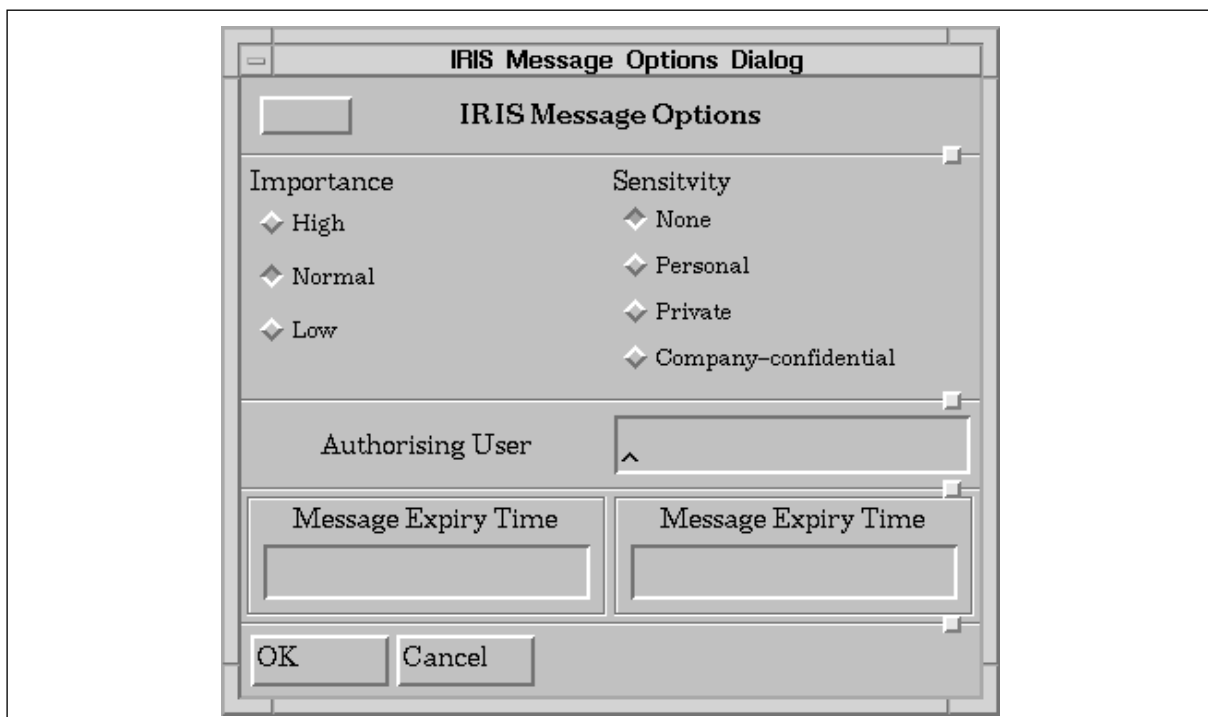 IRIS Message Options Dialog
IRIS Message Options
Importance
High
Normal
Low
Sensitvity
None
Personal
Private
Company-confidential
Authorising User
^
Message Expiry Time
Message Expiry Time
OK
Cancel